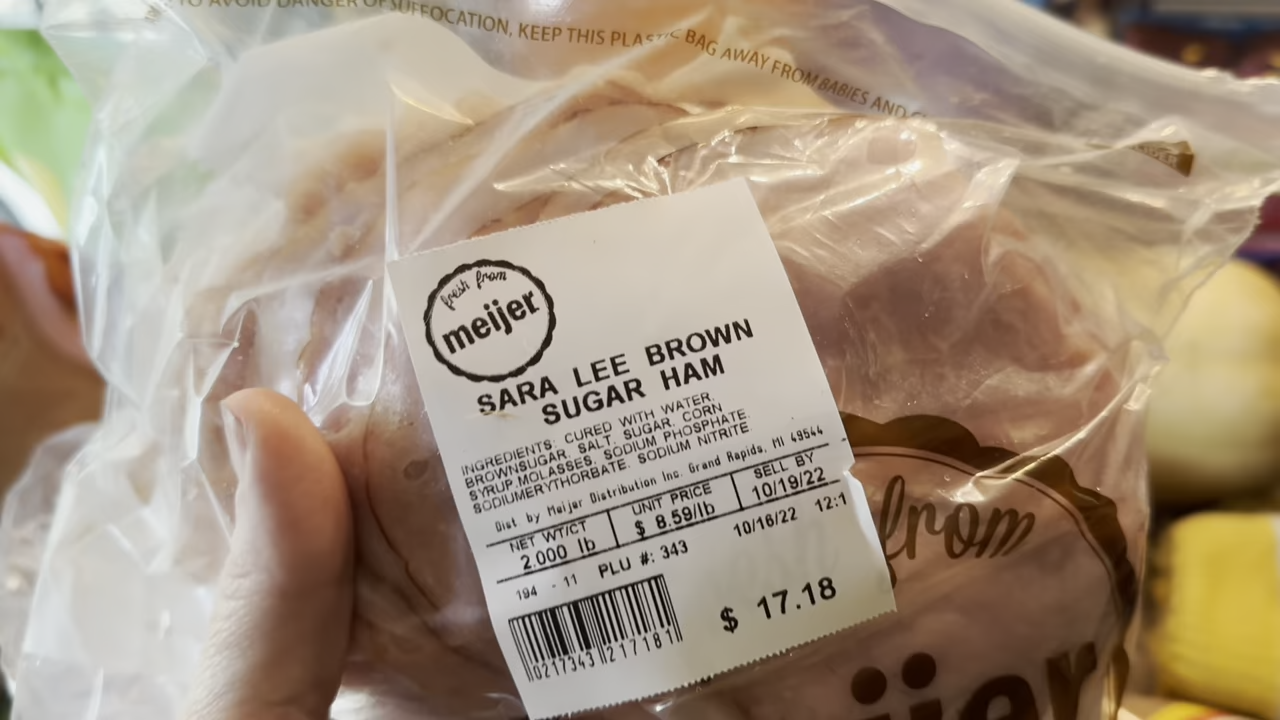 TO AVOID DANGER OF SUFFOCATION, KEEP THIS PLASTIC BAG AWAY FROM BABIES AND
fresh from
meijer
SARA LEE BROWN
SUGAR HAM
INGREDIENTS: CURED WITH WATER.
BROWNSUGAR. SALT. SUGAR. CORN
SYRUP.MOLASSES. SODIUM PHOSPHATE.
SODIUMERYTHORBATE. SODIUM NITRITE
Dist by Meijer Distribution Inc. Grand Rapids, MI 49544
NET WT/CT UNIT PRICE SELL BY
2.000 lb $ 8.59/lb 10/19/22
10/16/22 12:1
194 - 11 PLU #: 343
$ 17.18
0217343 217181
from
meijer